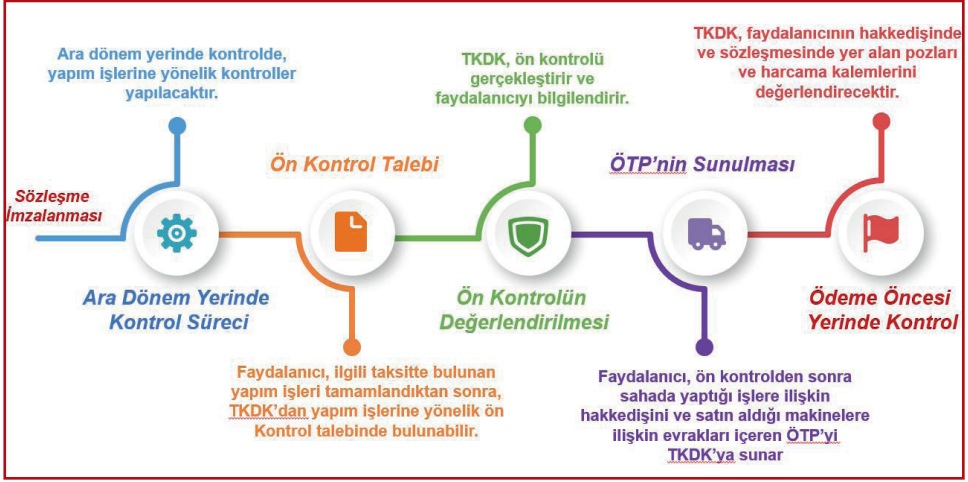 Sözleşme
İmzalanması
Ara dönem yerinde kontrolde,
yapım işlerine yönelik kontroller
yapılacaktır.
Ara Dönem Yerinde
Kontrol Süreci
Ön Kontrol Talebi
Faydalanıcı, ilgili taksitte bulunan
yapım işleri tamamlandıktan sonra,
TKDK'dan yapım işlerine yönelik ön
Kontrol talebinde bulunabilir.
TKDK, ön kontrolü
gerçekleştirir ve
faydalanıcıyı bilgilendirir.
Ön Kontrolün
Değerlendirilmesi
ÖTP'nin Sunulması
Faydalanıcı, ön kontrolden sonra
sahada yaptığı işlere ilişkin
hakkedişini ve satın aldığı makinelere
ilişkin evrakları içeren ÖTP'yi
TKDK'ya sunar
TKDK, faydalanıcının hakkedişinde
ve sözleşmesinde yer alan pozları
ve harcama kalemlerini
değerlendirecektir.
Ödeme Öncesi
Yerinde Kontrol